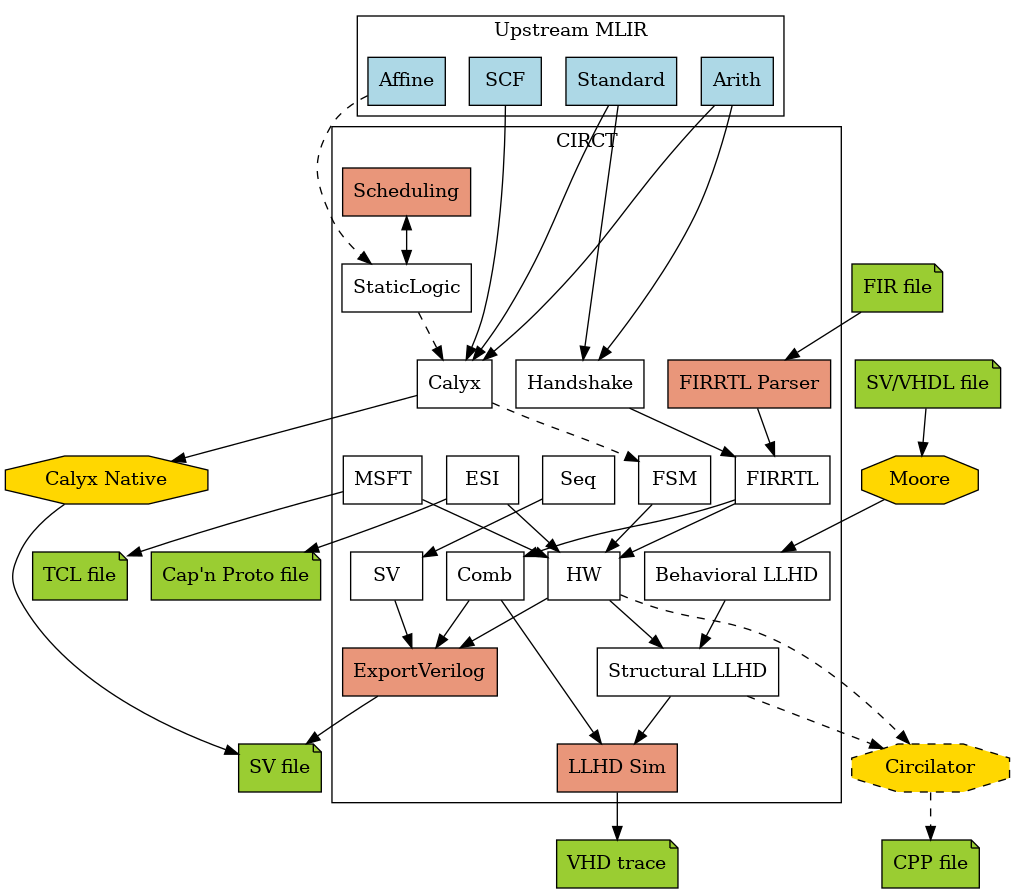 Upstream MLIR
Affine
SCF
Standard
Arith
CIRCT
Scheduling
StaticLogic
FIR file
Calyx
Handshake
FIRRTL Parser
SV/VHDL file
Calyx Native
MSFT
ESI
Seq
FSM
FIRRTL
Moore
TCL file
Cap'n Proto file
SV
Comb
HW
Behavioral LLHD
ExportVerilog
Structural LLHD
SV file
LLHD Sim
Circilator
VHD trace
CPP file